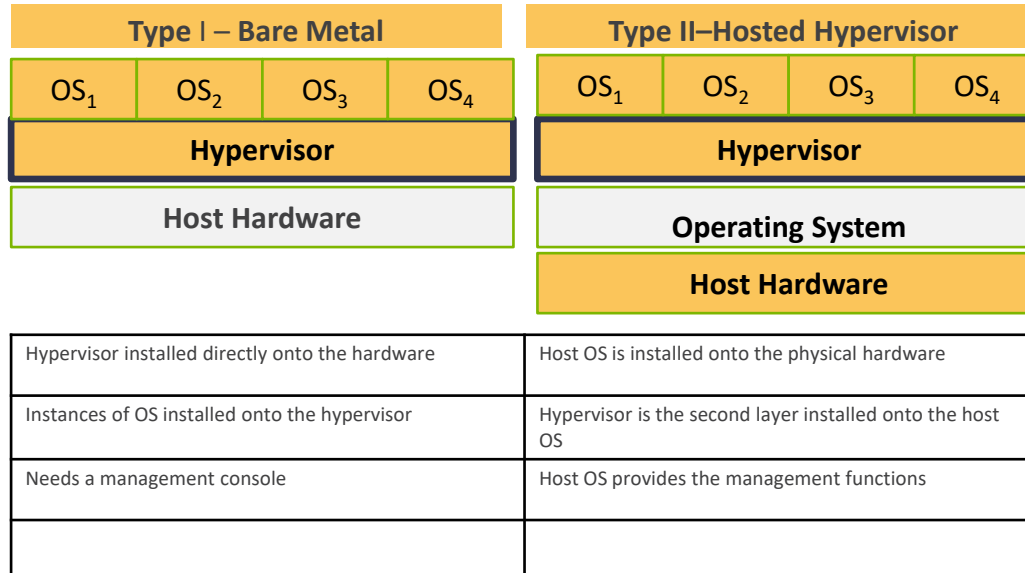 Type I – Bare Metal
OS₁ OS₂ OS₃ OS₄
Hypervisor
Host Hardware
Type II–Hosted Hypervisor
OS₁ OS₂ OS₃ OS₄
Hypervisor
Operating System
Host Hardware
Hypervisor installed directly onto the hardware
Host OS is installed onto the physical hardware
Instances of OS installed onto the hypervisor
Hypervisor is the second layer installed onto the host
OS
Needs a management console
Host OS provides the management functions